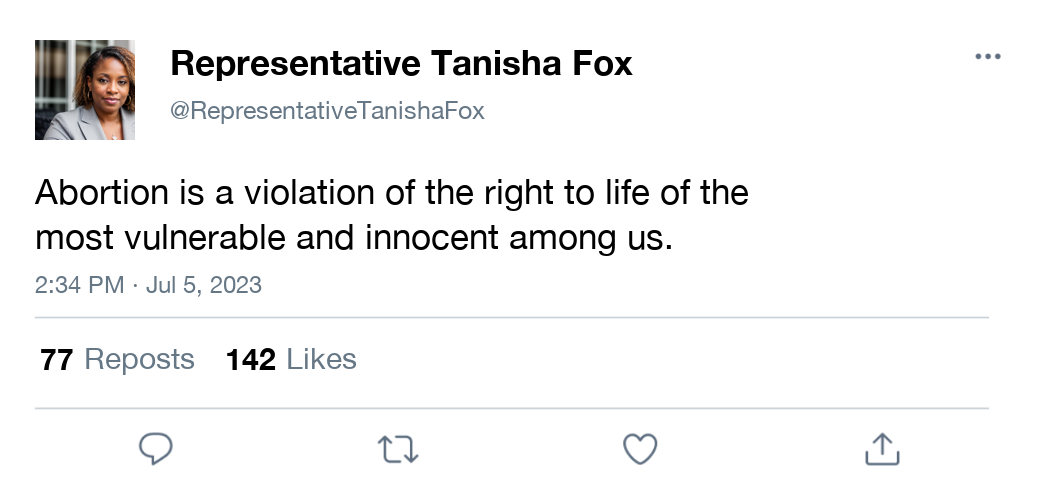 Representative Tanisha Fox
@RepresentativeTanishaFox
Abortion is a violation of the right to life of the
most vulnerable and innocent among us.
2:34 PM · Jul 5, 2023
77 Reposts 142 Likes